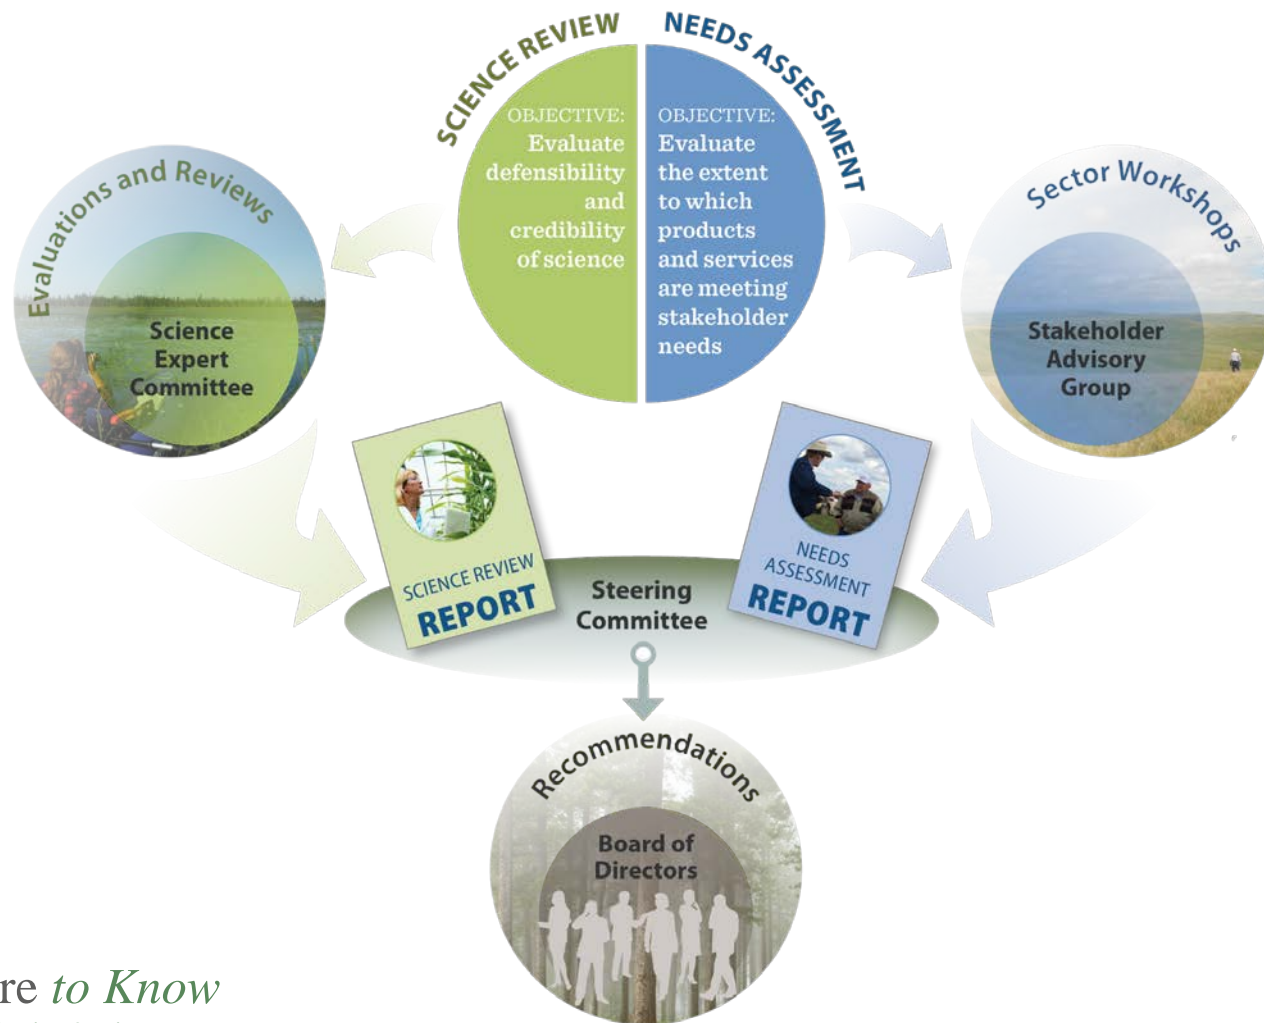 SCIENCE REVIEW
NEEDS ASSESSMENT
OBJECTIVE:
Evaluate
defensibility
and
credibility
of science
OBJECTIVE:
Evaluate
the extent
to which
products
and services
are meeting
stakeholder
needs
Evaluations and Reviews
Science
Expert
Committee
Sector Workshops
Stakeholder
Advisory
Group
SCIENCE REVIEW
REPORT
Steering
Committee
NEEDS
ASSESSMENT
REPORT
Recommendations
Board of
Directors
re to Know